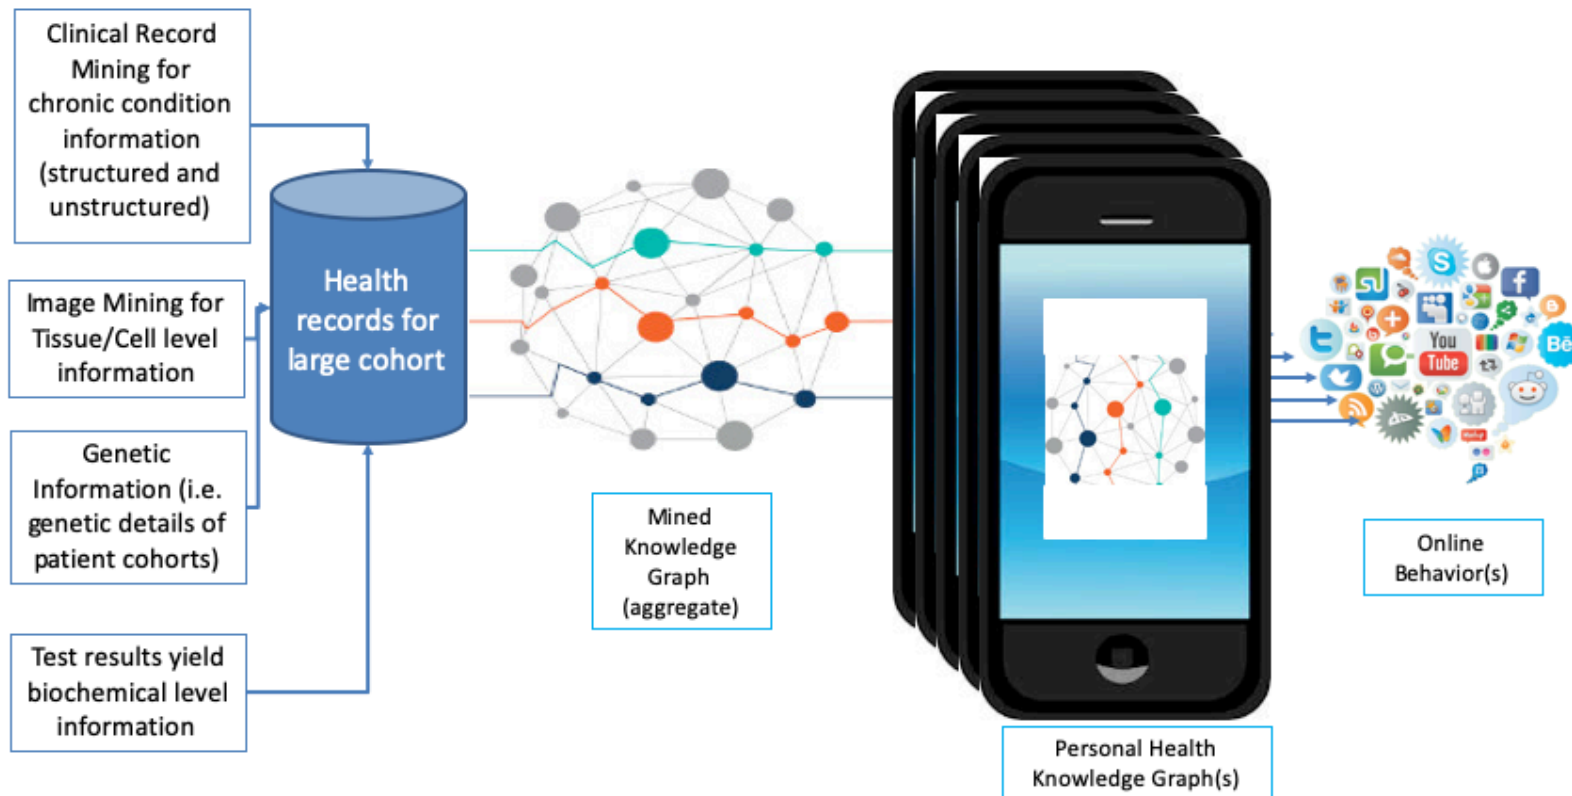 Clinical Record
Mining for
chronic condition
information
(structured and
unstructured)
Image Mining for
Tissue/Cell level
information
Genetic
Information (i.e.
genetic details of
patient cohorts)
Test results yield
biochemical level
information
Health
records for
large cohort
Mined
Knowledge
Graph
(aggregate)
Personal Health
Knowledge Graph(s)
You
Tube
Bē
Online
Behavior(s)